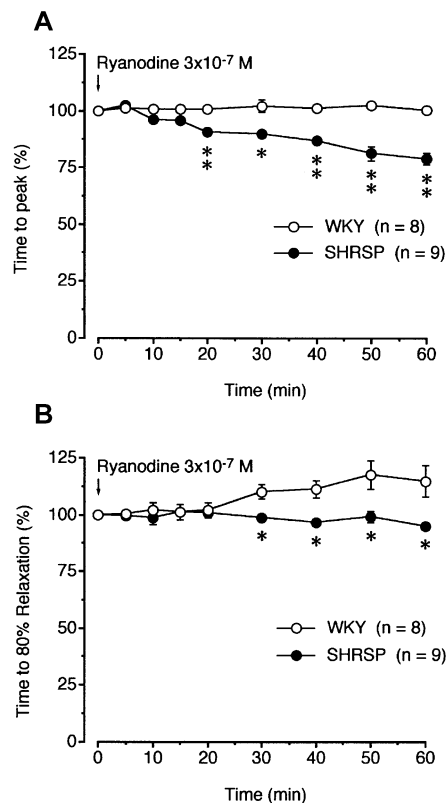 A
Ryanodine 3x10-7 M
125
100
75
50
25
0
Time to peak (%)
**
*
**
**
**
WKY (n = 8)
SHRSP (n = 9)
0 10 20 30 40 50 60
Time (min)
B
Ryanodine 3x10-7 M
125
100
75
50
25
0
Time to 80% Relaxation (%)
* * * *
WKY (n = 8)
SHRSP (n = 9)
0 10 20 30 40 50 60
Time (min)